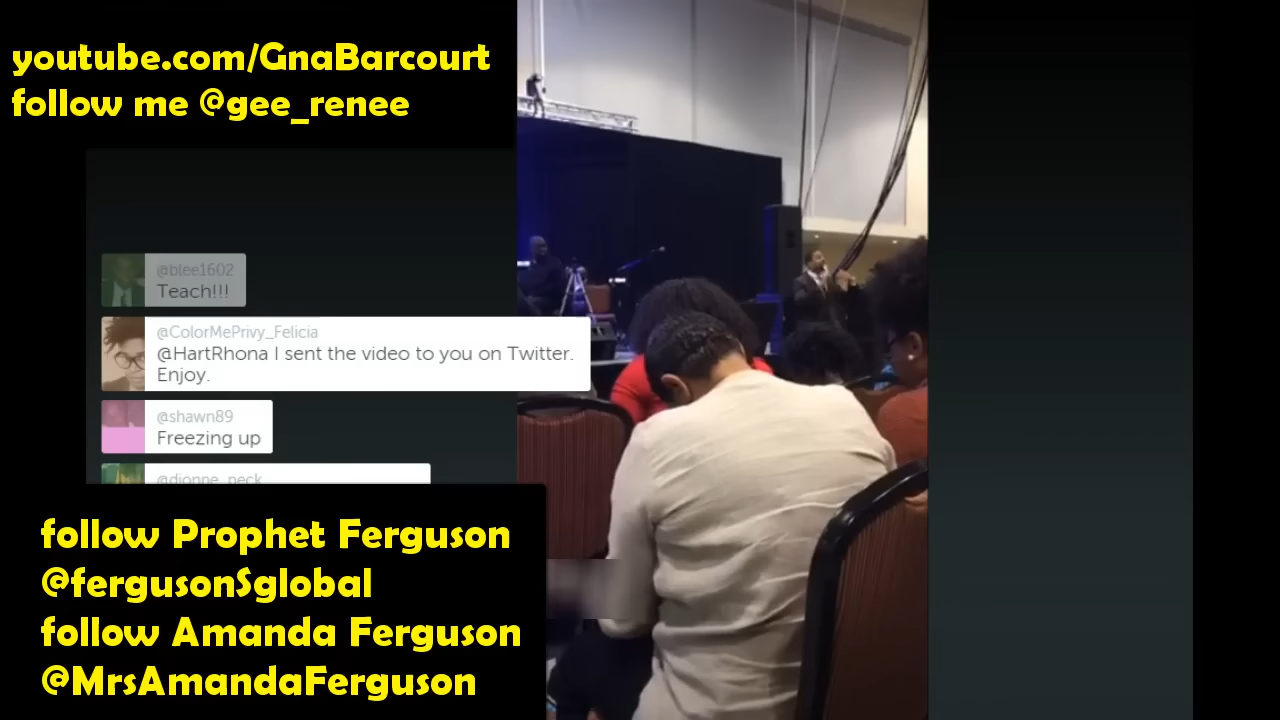 youtube.com/GnaBarcourt
follow me @gee_renee
@blee1602
Teach!!!
@ColorMePrivy_Felicia
@HartRhona I sent the video to you on Twitter.
Enjoy.
@shawn89
Freezing up
@dionne_peck
follow Prophet Ferguson
@fergusonSglobal
follow Amanda Ferguson
@MrsAmandaFerguson